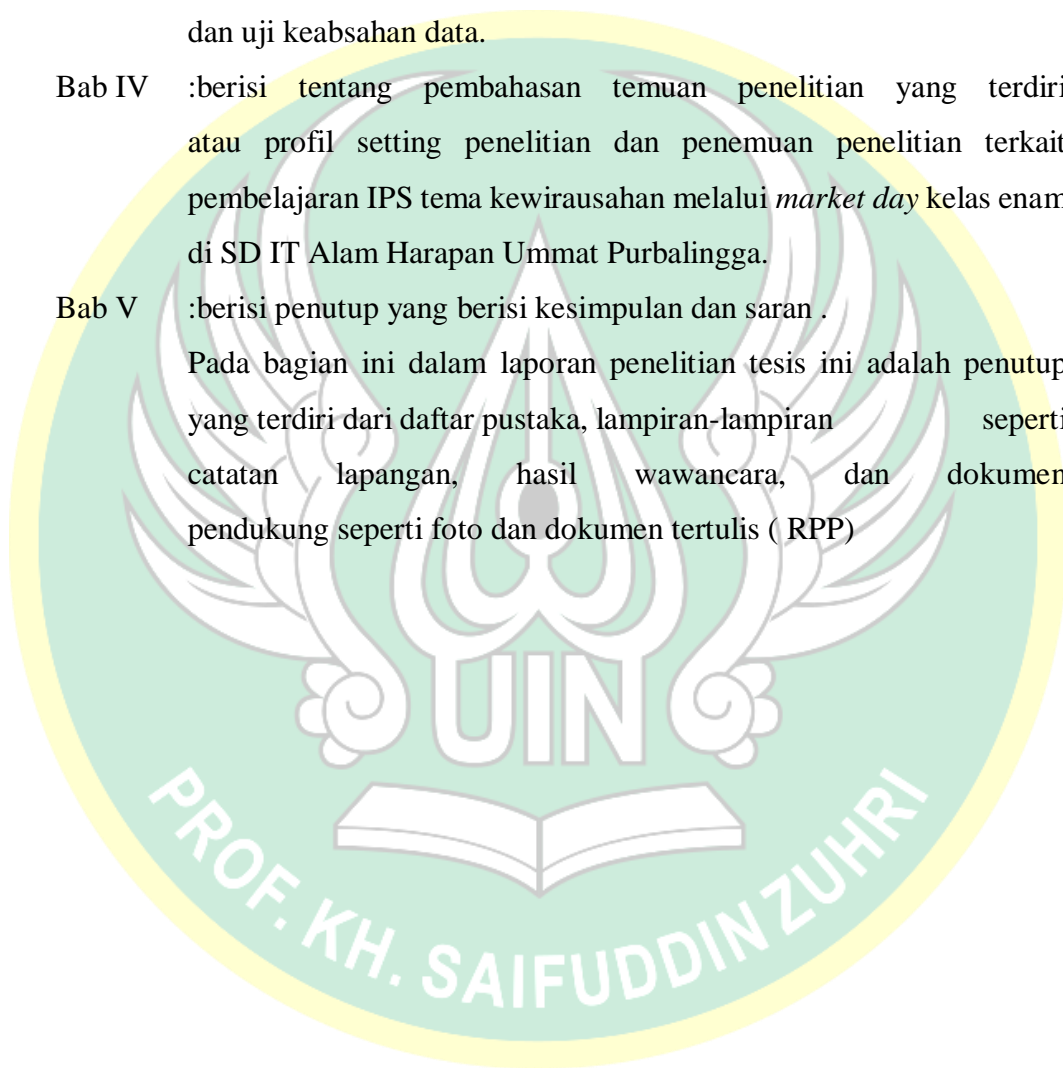 dan uji keabsahan data.
Bab IV :berisi tentang pembahasan temuan penelitian yang terdiri
atau profil setting penelitian dan penemuan penelitian terkait
pembelajaran IPS tema kewirausahan melalui market day kelas enam
di SD IT Alam Harapan Ummat Purbalingga.
Bab V :berisi penutup yang berisi kesimpulan dan saran .
Pada bagian ini dalam laporan penelitian tesis ini adalah penutup
yang terdiri dari daftar pustaka, lampiran-lampiran seperti
catatan lapangan, hasil wawancara, dan dokumen
pendukung seperti foto dan dokumen tertulis ( RPP)
UIN
PROF. KH. SAIFUDDIN ZUHRI